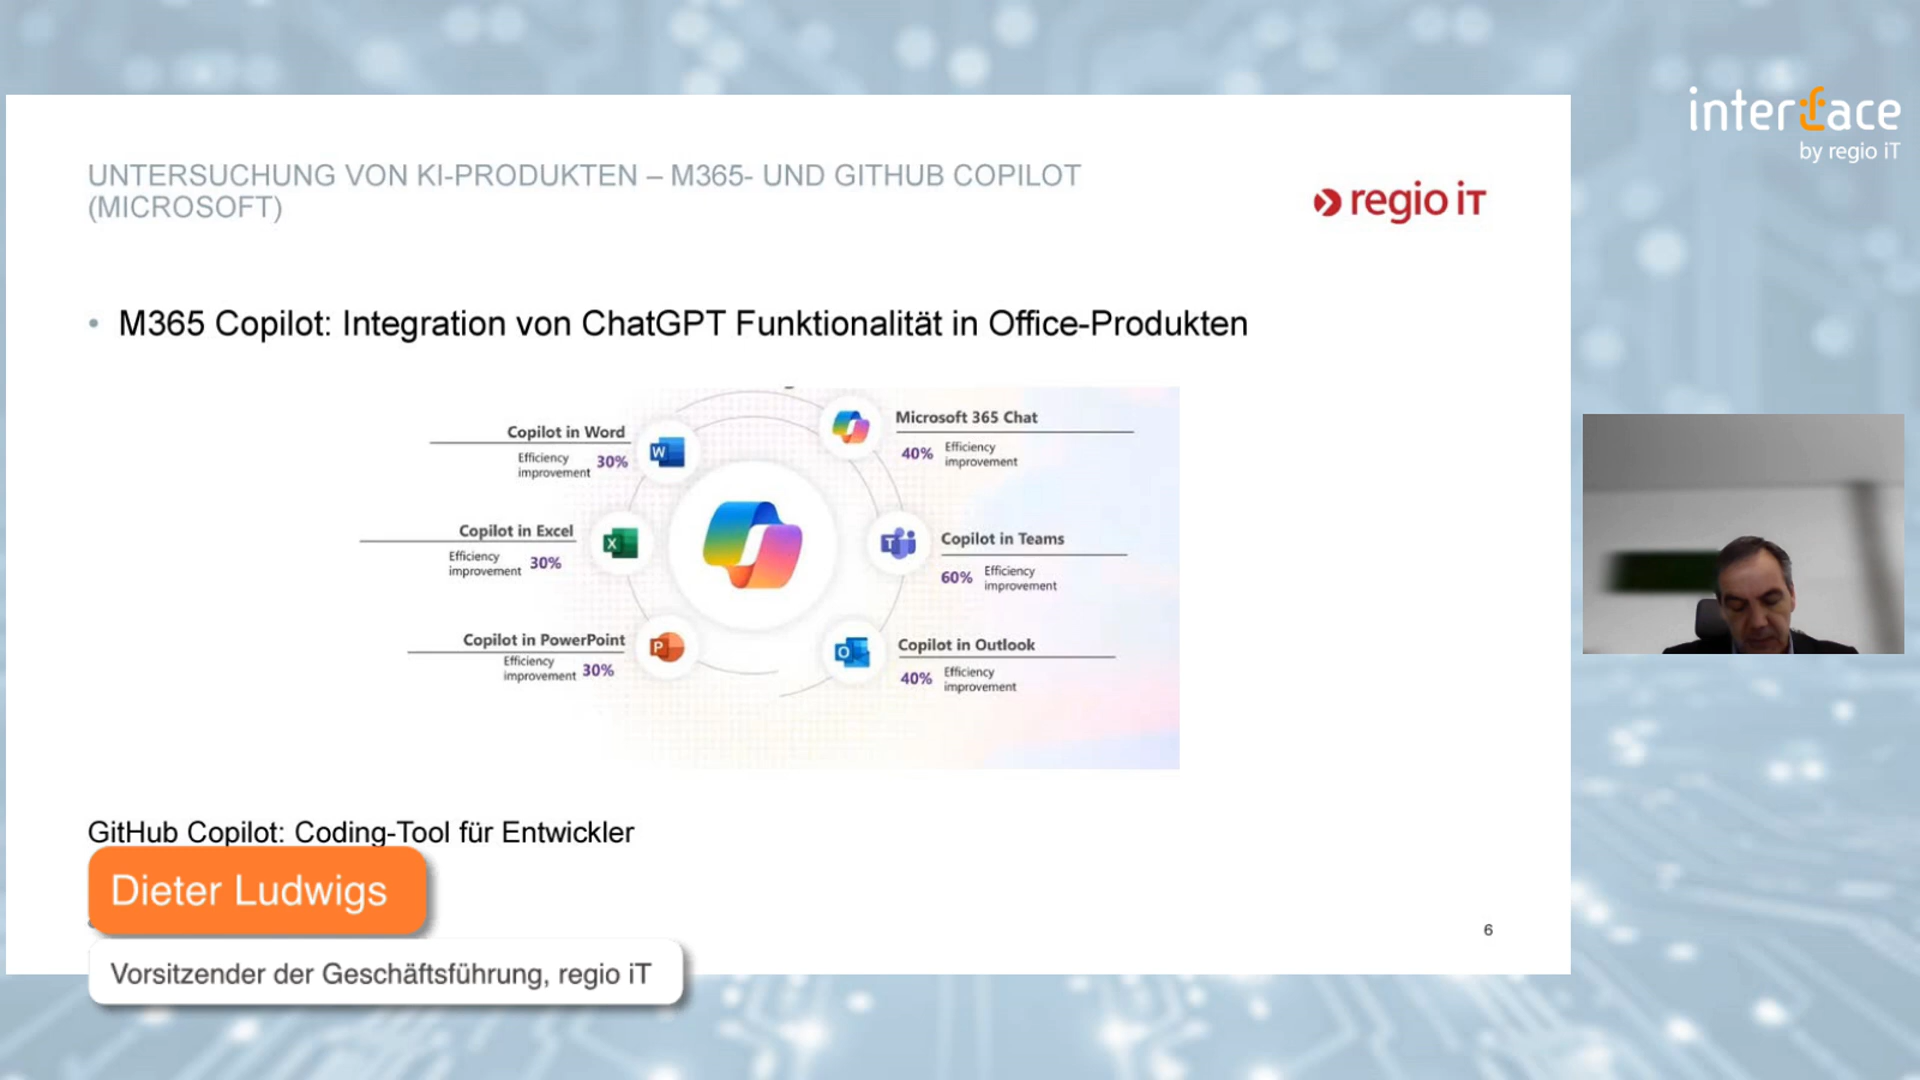 interface
by regio iT
UNTERSUCHUNG VON KI-PRODUKTEN – M365- UND GITHUB COPILOT
(MICROSOFT)
regio iT
• M365 Copilot: Integration von ChatGPT Funktionalität in Office-Produkten
Copilot in Word
Efficiency
improvement 30%
Microsoft 365 Chat
40% Efficiency
improvement
Copilot in Excel
Efficiency
improvement 30%
Copilot in Teams
60% Efficiency
improvement
Copilot in PowerPoint
Efficiency
improvement 30%
Copilot in Outlook
40% Efficiency
improvement
GitHub Copilot: Coding-Tool für Entwickler
Dieter Ludwigs
Vorsitzender der Geschäftsführung, regio iT
6